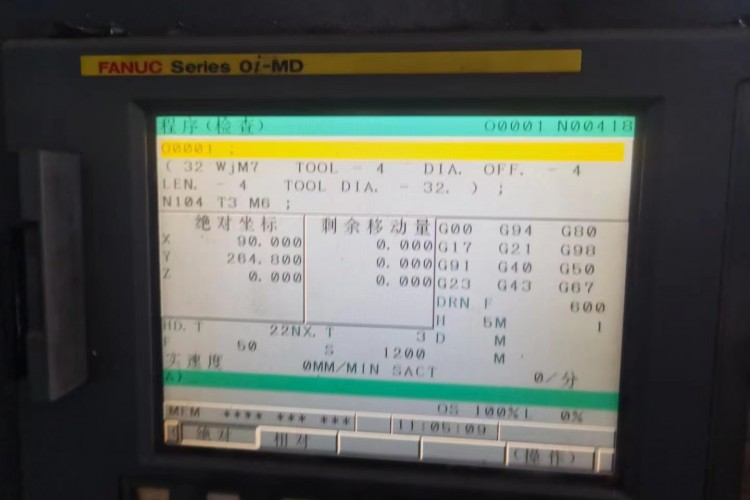 FANUC Series 0i-MD
程序(检查) O0001 N00418
O0001 ;
( 32 WjM7 TOOL - 4 DIA. OFF. - 4
LEN. - 4 TOOL DIA. - 32. ) ;
N104 T3 M6 ;
绝对坐标 剩余移动量 G00 G94 G80
X 90.000 0.000 G17 G21 G98
Y 264.800 0.000 G91 G40 G50
Z 0.000 0.000 G23 G43 G67
DRN F 600
H 5M 1
HD.T 22NX.T 3 D M
F 50 S 1200 M
实速度 0MM/MIN SACT 0/分
A)
OS 100% L 0%
MEM **** *** *** 11:05:09
绝对 相对 (操作)